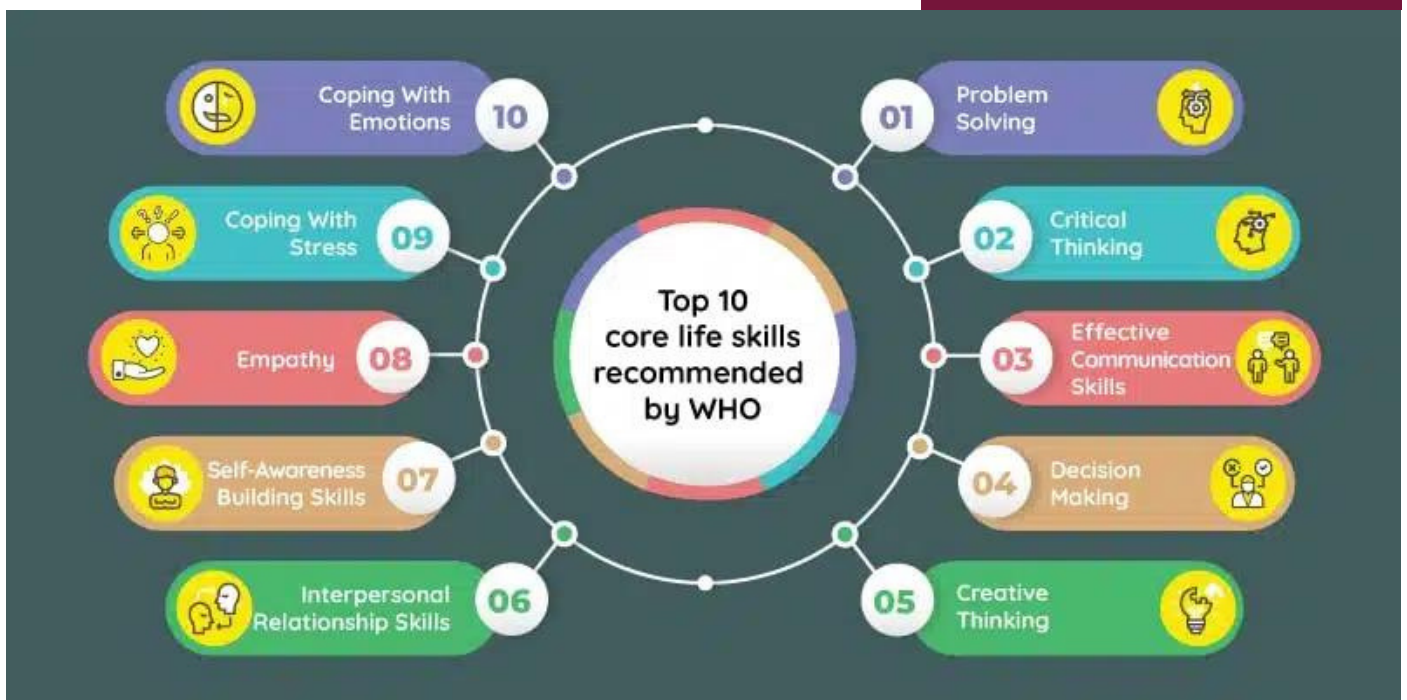 Top 10
core life skills
recommended
by WHO
01
Problem
Solving
02
Critical
Thinking
03
Effective
Communication
Skills
04
Decision
Making
05
Creative
Thinking
06
Interpersonal
Relationship Skills
07
Self-Awareness
Building Skills
08
Empathy
09
Coping With
Stress
10
Coping With
Emotions